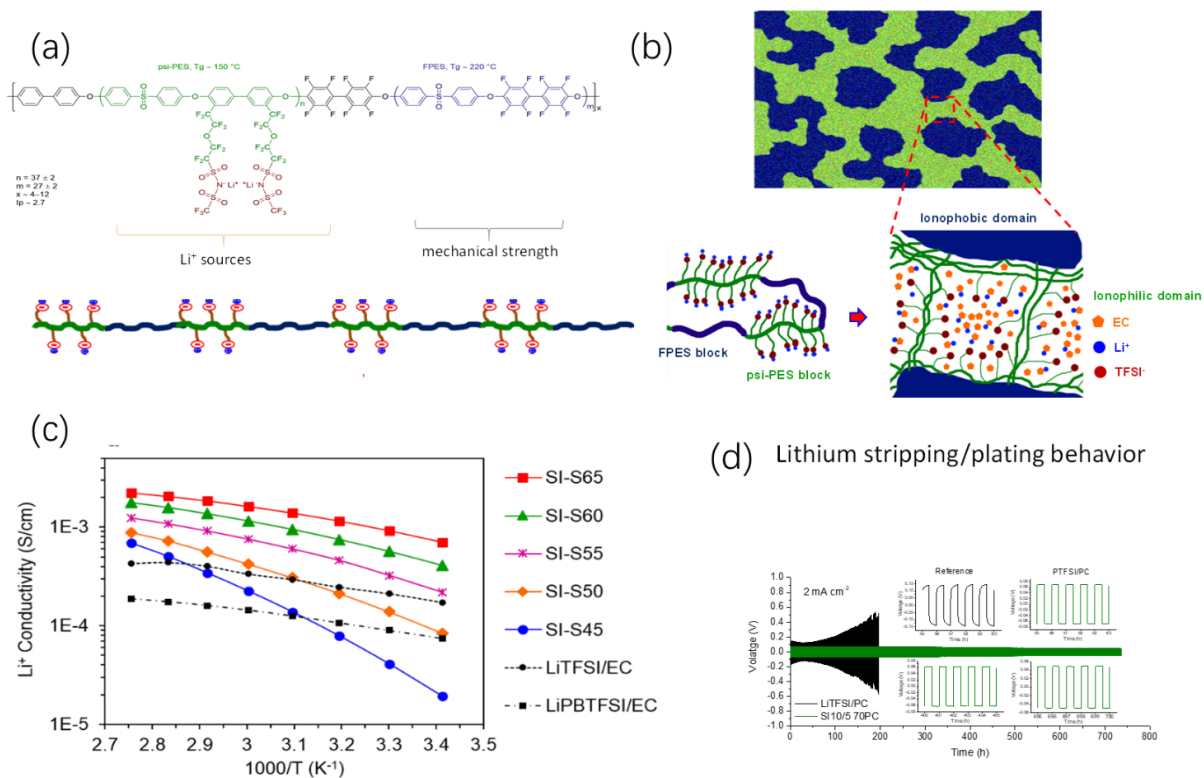 (a)
psi-PES, Tg ~ 150 °C
FPES, Tg ~ 220 °C
n = 37 ± 2
m = 27 ± 2
x ~ 4–12
Ip ~ 2.7
Li⁺ sources
mechanical strength
(b)
Ionophobic domain
FPES block
psi-PES block
Ionophilic domain
EC
Li⁺
TFSI⁻
(c)
Li⁺ Conductivity (S/cm)
1E-3
1E-4
1E-5
2.7 2.8 2.9 3 3.1 3.2 3.3 3.4 3.5
1000/T (K⁻¹)
SI-S65
SI-S60
SI-S55
SI-S50
SI-S45
LiTFSI/EC
LiPBTFSI/EC
(d) Lithium stripping/plating behavior
Volatge (V)
1.0
0.8
0.6
0.4
0.2
0.0
-0.2
-0.4
-0.6
-0.8
-1.0
2 mA cm⁻²
Reference
PTFSI/PC
LiTFSI/PC
SI10/5 70PC
0 100 200 300 400 500 600 700 800
Time (h)